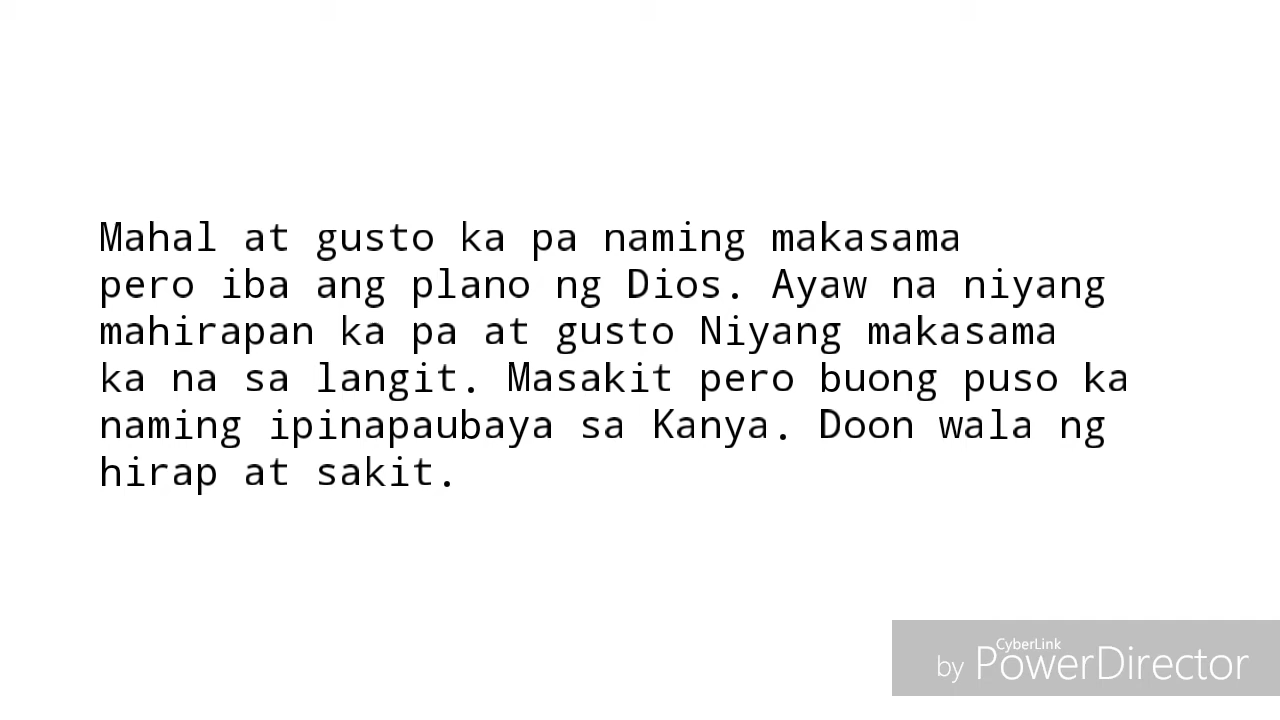 Mahal at gusto ka pa naming makasama
pero iba ang plano ng Dios. Ayaw na niyang
mahirapan ka pa at gusto Niyang makasama
ka na sa langit. Masakit pero buong puso ka
naming ipinapaubaya sa Kanya. Doon wala ng
hirap at sakit.
CyberLink
by PowerDirector